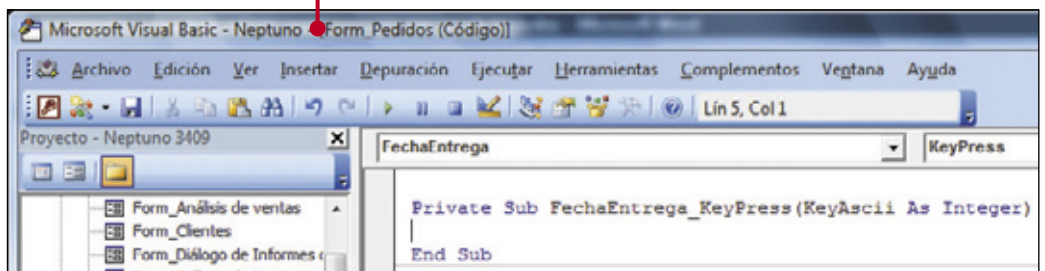 Microsoft Visual Basic - Neptuno - [Form_Pedidos (Código)]
Archivo Edición Ver Insertar Depuración Ejecutar Herramientas Complementos Ventana Ayuda
Lín 5, Col 1
Proyecto - Neptuno 3409
FechaEntrega
KeyPress
Form_Análisis de ventas
Form_Clientes
Form_Diálogo de Informes
Private Sub FechaEntrega_KeyPress(KeyAscii As Integer)
End Sub